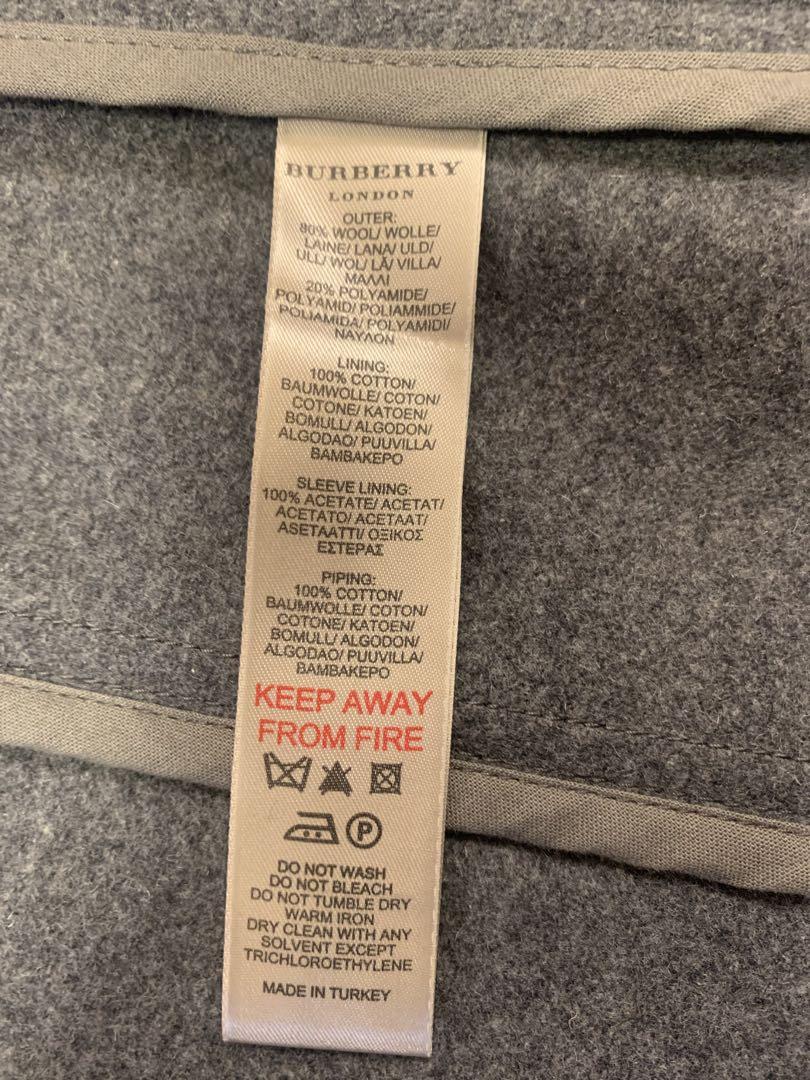 BURBERRY
LONDON
OUTER:
80% WOOL/ WOLLE/
LAINE/ LANA/ ULD/
ULL/ WOL/ LÃ/ VILLA/
ΜΑΛΛΙ
20% POLYAMIDE/
POLYAMID/ POLIAMMIDE/
POLIAMIDA/ POLYAMIDI/
ΝΑΥΛΟΝ
LINING:
100% COTTON/
BAUMWOLLE/ COTON/
COTONE/ KATOEN/
BOMULL/ ALGODON/
ALGODAO/ PUUVILLA/
ΒΑΜΒΑΚΕΡΟ
SLEEVE LINING:
100% ACETATE/ ACETAT/
ACETATO/ ACETAAT/
ASETAATTI/ ΟΞΙΚΟΣ
ΕΣΤΕΡΑΣ
PIPING:
100% COTTON/
BAUMWOLLE/ COTON/
COTONE/ KATOEN/
BOMULL/ ALGODON/
ALGODAO/ PUUVILLA/
ΒΑΜΒΑΚΕΡΟ
KEEP AWAY
FROM FIRE
P
DO NOT WASH
DO NOT BLEACH
DO NOT TUMBLE DRY
WARM IRON
DRY CLEAN WITH ANY
SOLVENT EXCEPT
TRICHLOROETHYLENE
MADE IN TURKEY